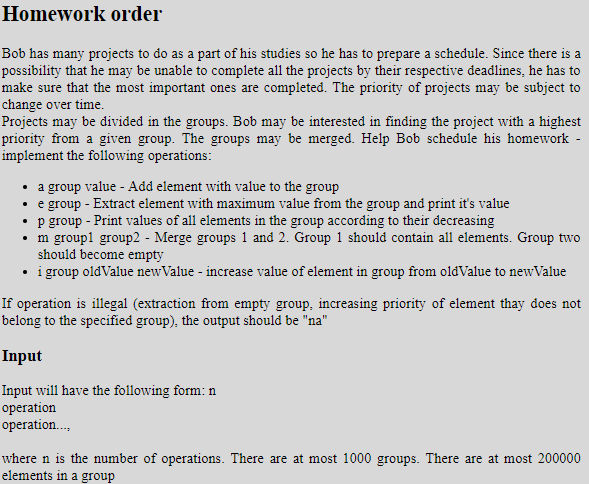 Homework order
Bob has many projects to do as a part of his studies so he has to prepare a schedule. Since there is a
possibility that he may be unable to complete all the projects by their respective deadlines, he has to
make sure that the most important ones are completed. The priority of projects may be subject to
change over time.
Projects may be divided in the groups. Bob may be interested in finding the project with a highest
priority from a given group. The groups may be merged. Help Bob schedule his homework -
implement the following operations:
• a group value - Add element with value to the group
• e group - Extract element with maximum value from the group and print it's value
• p group - Print values of all elements in the group according to their decreasing
• m group1 group2 - Merge groups 1 and 2. Group 1 should contain all elements. Group two
should become empty
• i group oldValue newValue - increase value of element in group from oldValue to newValue
If operation is illegal (extraction from empty group, increasing priority of element thay does not
belong to the specified group), the output should be "na"
Input
Input will have the following form: n
operation
operation...,
where n is the number of operations. There are at most 1000 groups. There are at most 200000
elements in a group